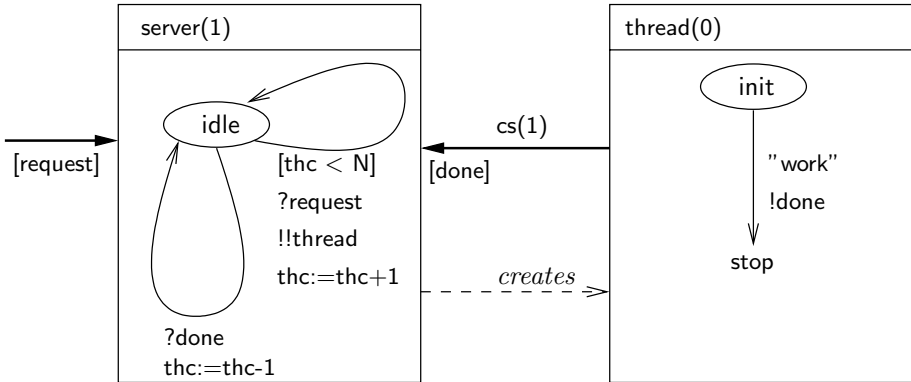 server(1)
thread(0)
idle
init
[request]
cs(1)
[done]
[thc < N]
?request
!!thread
thc:=thc+1
"work"
!done
stop
creates
?done
thc:=thc-1